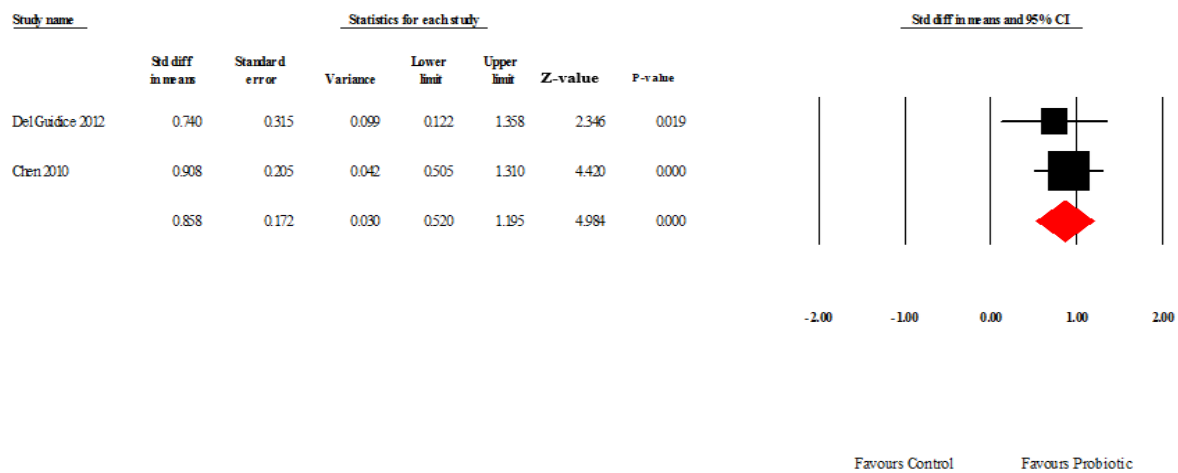 Study name Statistics for each study Std diff in means and 95% CI
Std diff in means Standard error Variance Lower limit Upper limit Z-value P-value
Del Guidice 2012 0.740 0.315 0.099 0.122 1.358 2.346 0.019
Chen 2010 0.908 0.205 0.042 0.505 1.310 4.420 0.000
0.858 0.172 0.030 0.520 1.195 4.984 0.000
-2.00 -1.00 0.00 1.00 2.00
Favours Control Favours Probiotic